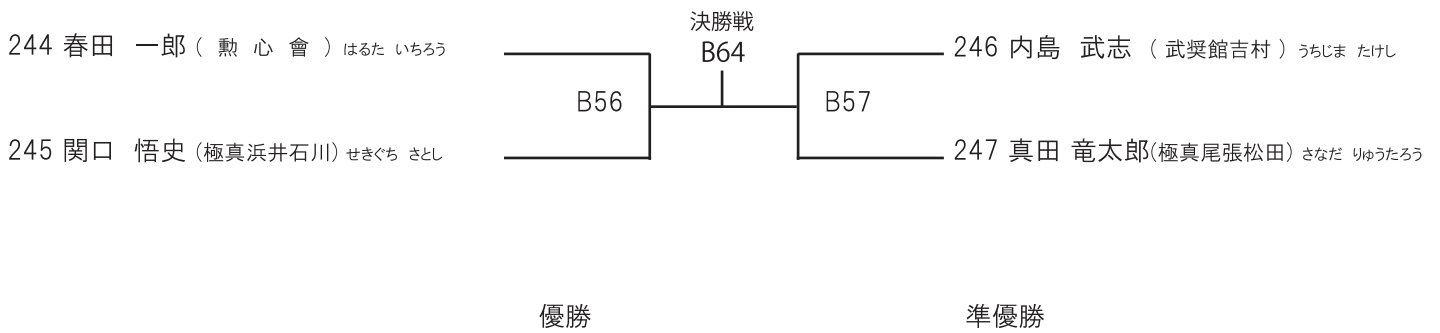 決勝戦
B64
244 春田 一郎 ( 勲 心 會 ) はるた いちろう
246 内島 武志 ( 武奨館吉村 ) うちじま たけし
B56
B57
245 関口 悟史 (極真浜井石川) せきぐち さとし
247 真田 竜太郎(極真尾張松田) さなだ りゅうたろう
優勝
準優勝